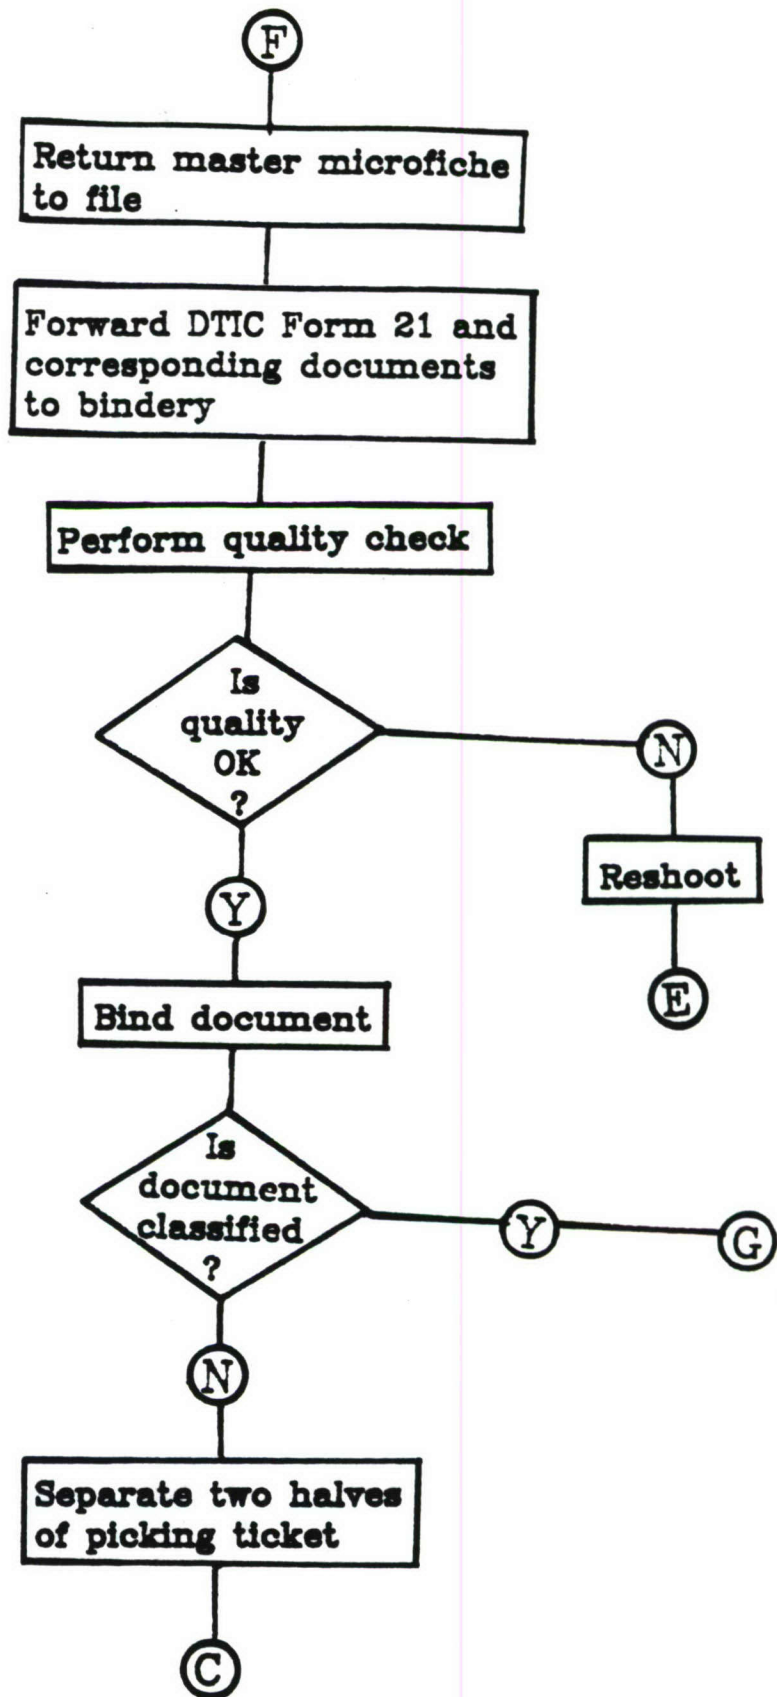 F
Return master microfiche
to file
Forward DTIC Form 21 and
corresponding documents
to bindery
Perform quality check
Is
quality
OK
?
N
Reshoot
E
Y
Bind document
Is
document
classified
?
Y
G
N
Separate two halves
of picking ticket
C